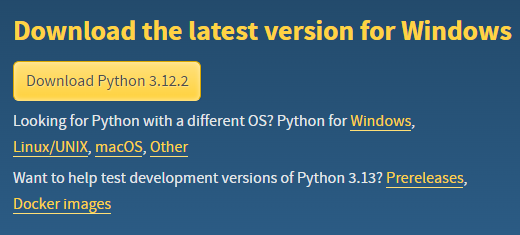 Download the latest version for Windows
Download Python 3.12.2
Looking for Python with a different OS? Python for Windows,
Linux/UNIX, macOS, Other
Want to help test development versions of Python 3.13? Prereleases,
Docker images